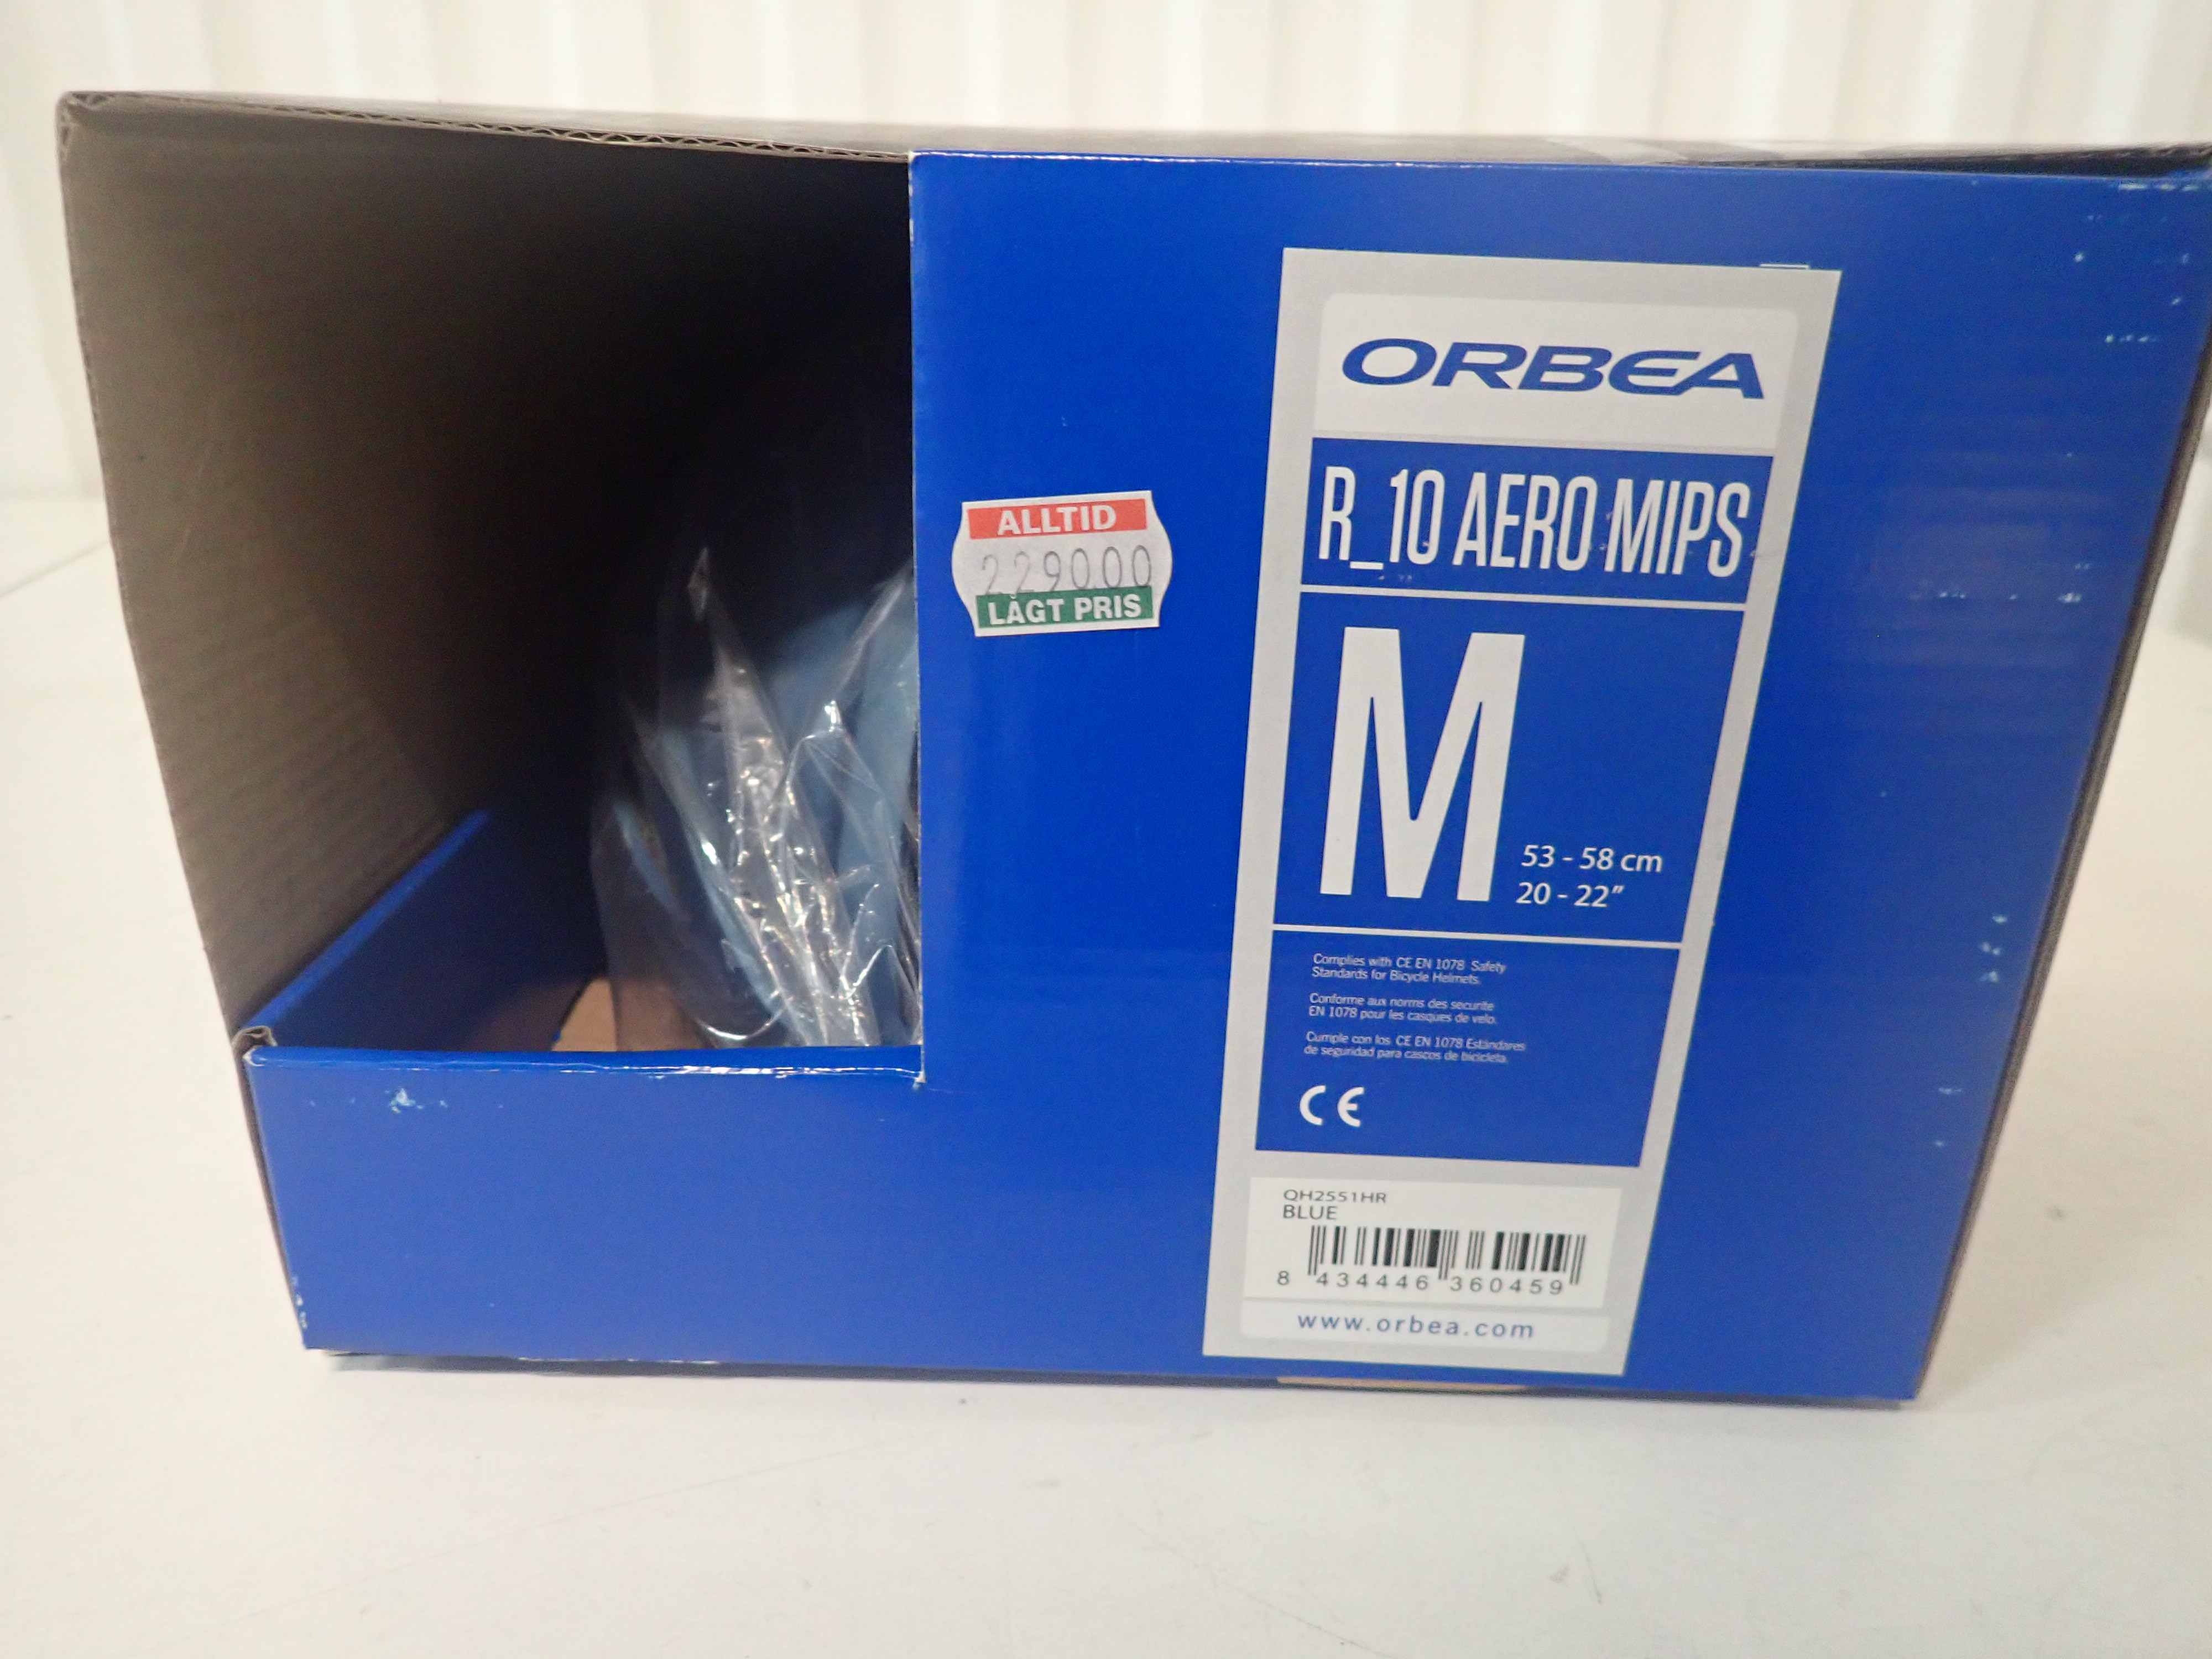 ALLTID
2290.00
LÅGT PRIS
ORBEA
R_10 AERO MIPS
M
53 - 58 cm
20 - 22"
Complies with CE EN 1078 Safety
Standards for Bicycle Helmets.
Conforme aux norms des securite
EN 1078 pour les casques de velo.
Cumple con los CE EN 1078 Estándares
de seguridad para cascos de bicicleta.
CE
QH2551HR
BLUE
8 434446 360459
www.orbea.com